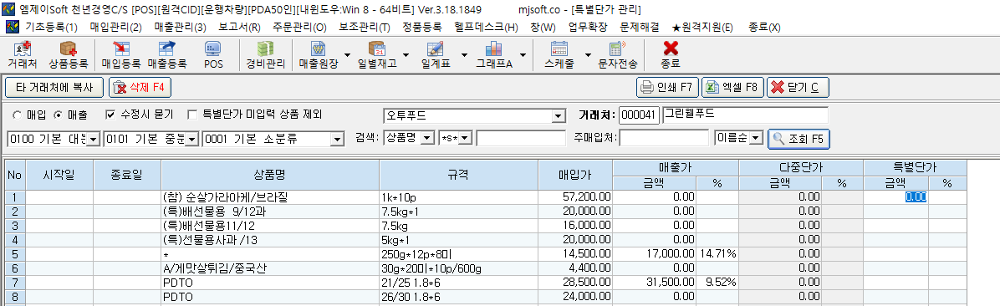 엠제이Soft 천년경영C/S [POS][원격CID][운행차량][PDA50인][내윈도우:Win 8 - 64비트] Ver.3.18.1849 mjsoft.co - [특별단가 관리]
기초등록(1) 매입관리(2) 매출관리(3) 보고서(R) 주문관리(O) 보조관리(T) 정품등록 헬프데스크(H) 창(W) 업무확장 문제해결 ★원격지원(E) 종료(X)
거래처 상품등록 매입등록 매출등록 POS 경비관리 매출원장 일별재고 일계표 그래프A 스케줄 문자전송 종료
타 거래처에 복사 삭제 F4 인쇄 F7 엑셀 F8 닫기 C
매입 매출 수정시 묻기 특별단가 미입력 상품 제외 오투푸드 거래처: 000041 그린웰푸드
0100 기본 대분 0101 기본 중분 0001 기본 소분류 검색: 상품명 *s* 주매입처: 이름순 조회 F5
No 시작일 종료일 상품명 규격 매입가 매출가 다중단가 특별단가
금액 % 금액 % 금액 %
1 (참) 순살가라아케/브라질 1k*10p 57,200.00 0.00 0.00 0.00
2 (특)배선물용 9/12과 7.5kg*1 20,000.00 0.00 0.00
3 (특)배선물용11/12 7.5kg 16,000.00 0.00 0.00
4 (특)선물용사과/13 5kg*1 20,000.00 0.00 0.00
5 * 250g*12p*8미 14,500.00 17,000.00 14.71% 0.00
6 A/게맛살튀김/중국산 30g*20미*10p/600g 4,400.00 0.00 0.00
7 PDTO 21/25 1.8*6 28,500.00 31,500.00 9.52% 0.00
8 PDTO 26/30 1.8*6 24,000.00 0.00 0.00